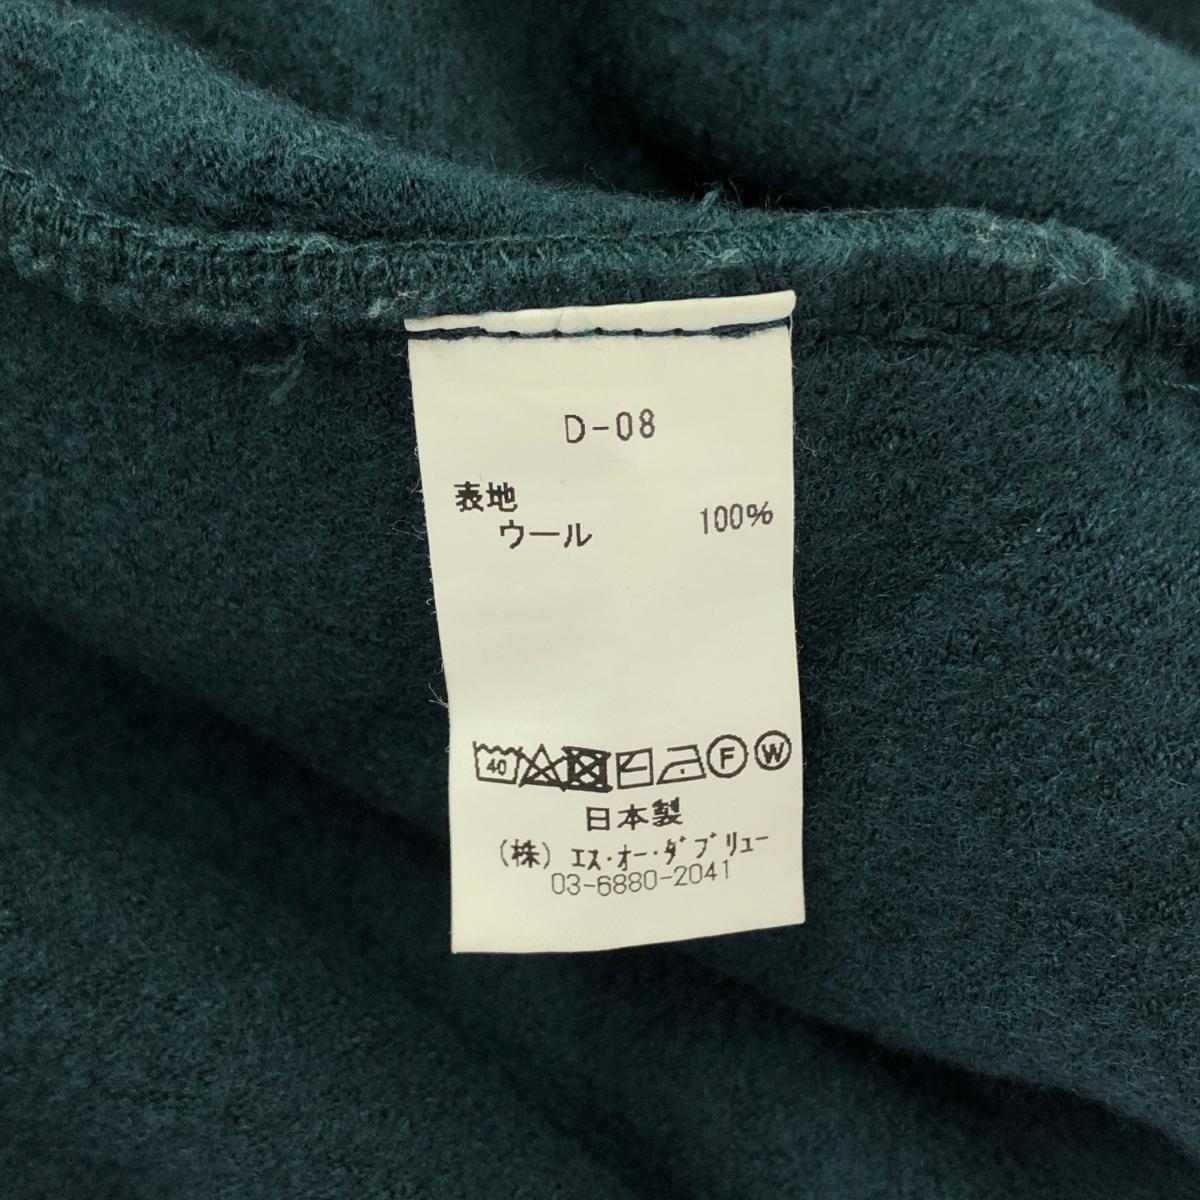 D-08
表地
ウール 100%
40 F W
日本製
(株) エス・オー・ダブリュー
03-6880-2041